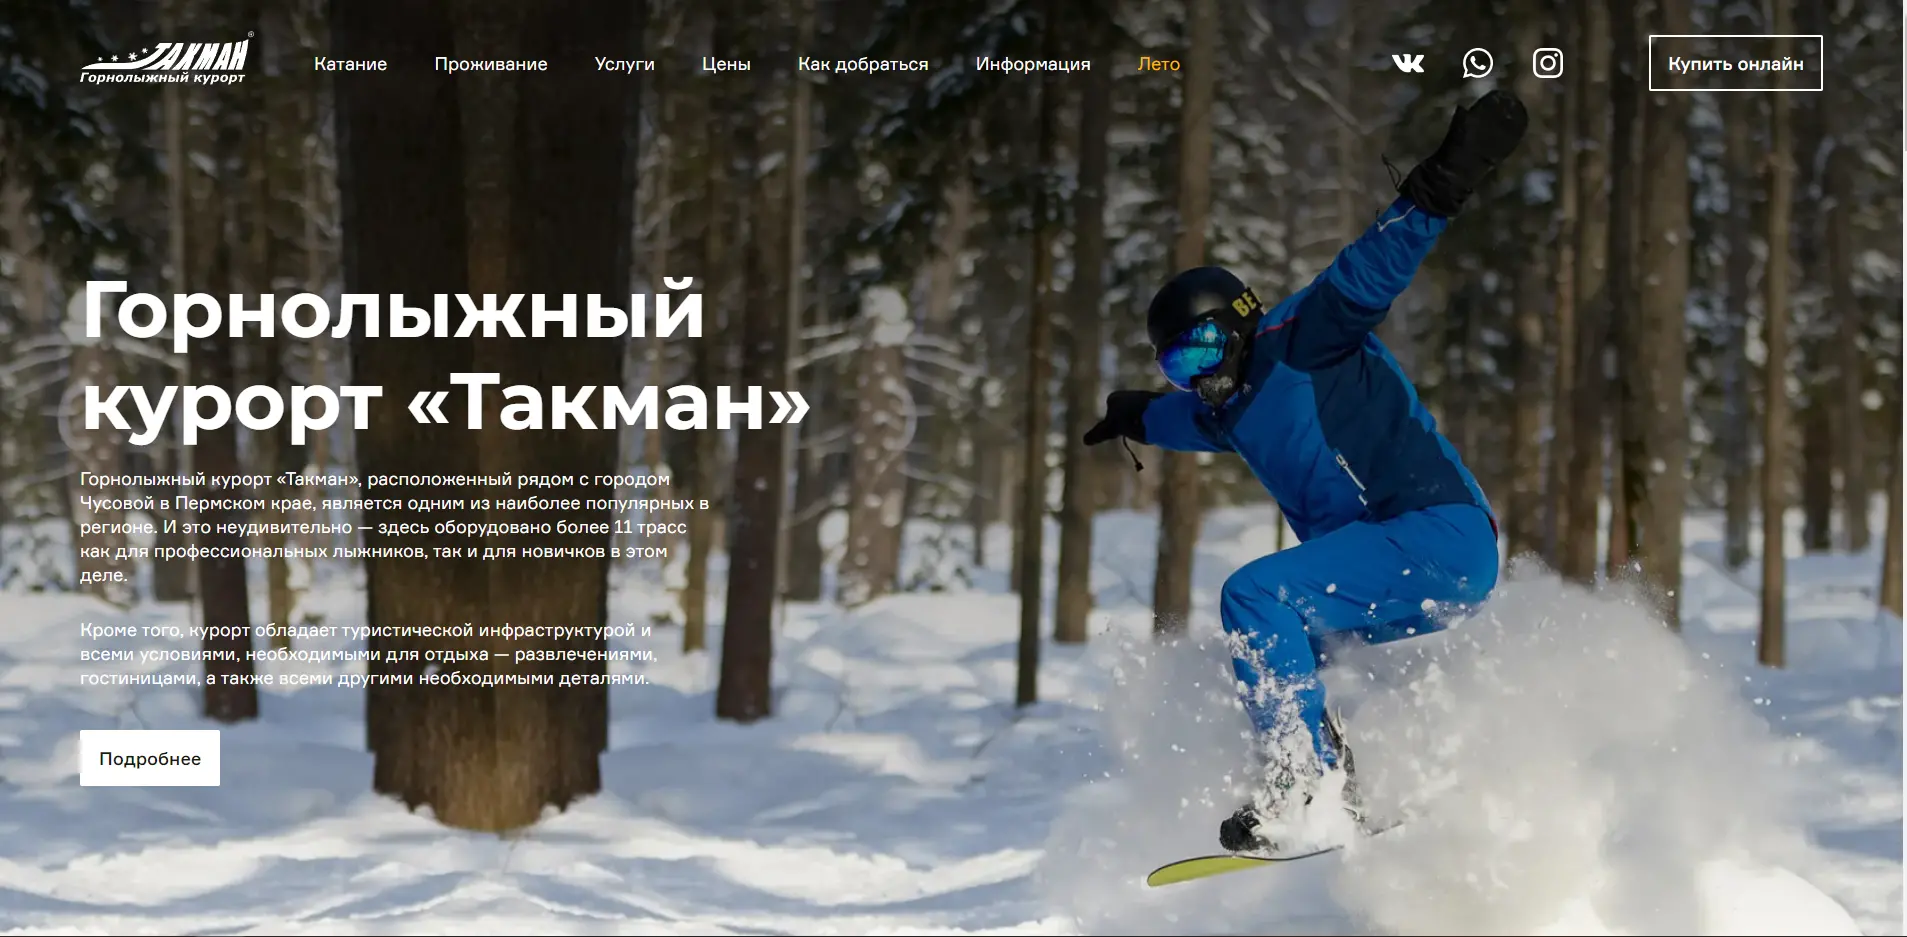 ТАКМАН®
Горнолыжный курорт
Катание Проживание Услуги Цены Как добраться Информация Лето
Купить онлайн
BE
Горнолыжный
курорт «Такман»
Горнолыжный курорт «Такман», расположенный рядом с городом
Чусовой в Пермском крае, является одним из наиболее популярных в
регионе. И это неудивительно — здесь оборудовано более 11 трасс
как для профессиональных лыжников, так и для новичков в этом
деле.
Кроме того, курорт обладает туристической инфраструктурой и
всеми условиями, необходимыми для отдыха — развлечениями,
гостиницами, а также всеми другими необходимыми деталями.
Подробнее